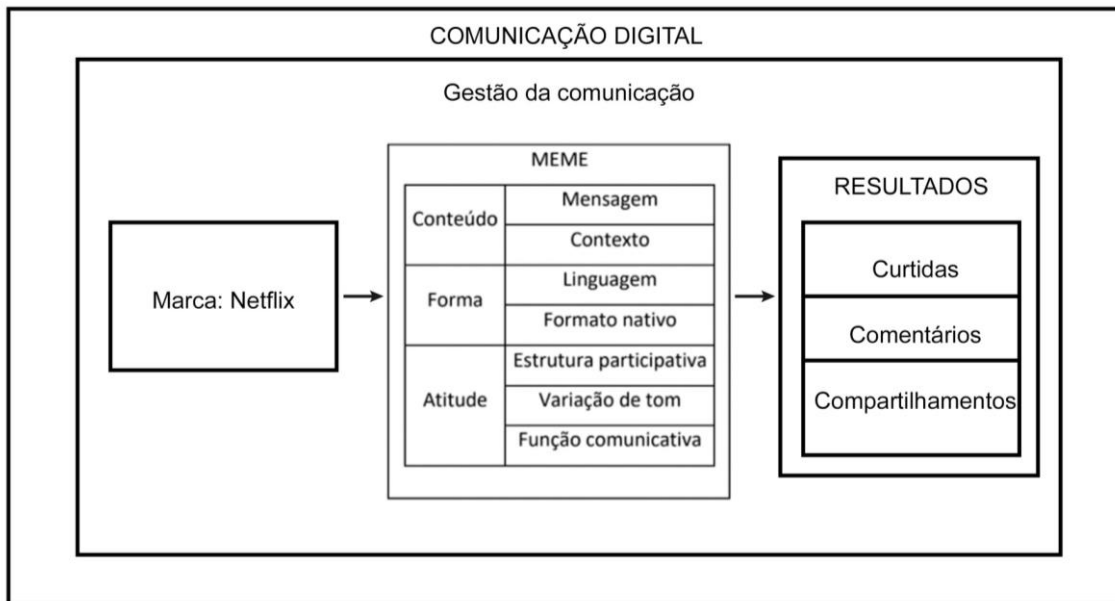 COMUNICAÇÃO DIGITAL
Gestão da comunicação
Marca: Netflix
MEME
Conteúdo
Mensagem
Contexto
Forma
Linguagem
Formato nativo
Atitude
Estrutura participativa
Variação de tom
Função comunicativa
RESULTADOS
Curtidas
Comentários
Compartilhamentos